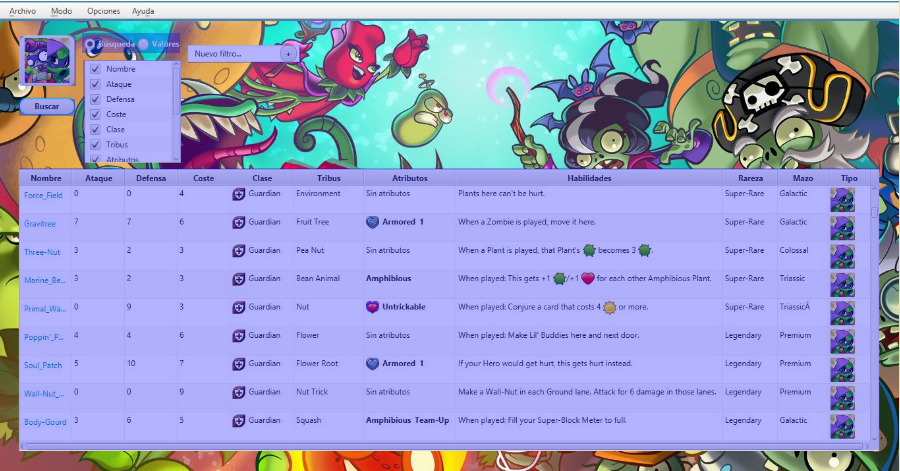 Archivo Modo Opciones Ayuda
Búsqueda Valores
Nuevo filtro... +
Nombre
Ataque
Buscar
Defensa
Coste
Clase
Tribus
Atributos
Nombre Ataque Defensa Coste Clase Tribus Atributos Habilidades Rareza Mazo Tipo
Force_Field 0 0 4 Guardian Environment Sin atributos Plants here can't be hurt. Super-Rare Galactic
Gravitree 7 7 6 Guardian Fruit Tree Armored 1 When a Zombie is played, move it here. Super-Rare Galactic
Three-Nut 3 2 3 Guardian Pea Nut Sin atributos When a Plant is played, that Plant's becomes 3 . Super-Rare Colossal
Marine_Be... 3 2 3 Guardian Bean Animal Amphibious When played: This gets +1 /+1 for each other Amphibious Plant. Super-Rare Triassic
Primal_Wa... 0 9 3 Guardian Nut Untrickable When played: Conjure a card that costs 4 or more. Super-Rare TriassicÂ
Poppin'_P... 4 4 6 Guardian Flower Sin atributos When played: Make Lil' Buddies here and next door. Legendary Premium
Soul_Patch 5 10 7 Guardian Flower Root Armored 1 If your Hero would get hurt, this gets hurt instead. Legendary Premium
Wall-Nut_... 0 0 9 Guardian Nut Trick Sin atributos Make a Wall-Nut in each Ground lane. Attack for 6 damage in those lanes. Legendary Premium
Body-Gourd 3 6 5 Guardian Squash Amphibious Team-Up When played: Fill your Super-Block Meter to full. Legendary Galactic